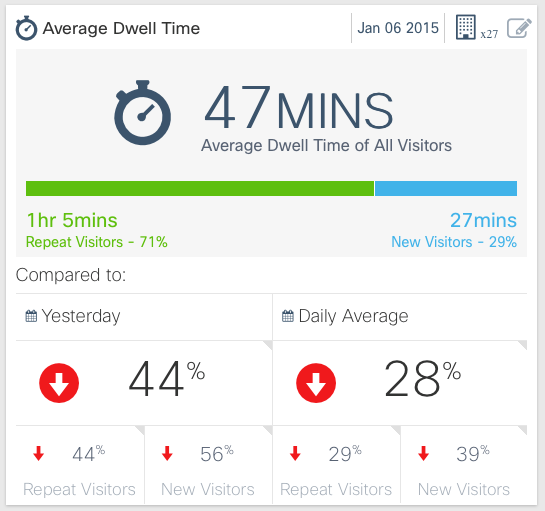 Average Dwell Time
Jan 06 2015
x27
47MINS
Average Dwell Time of All Visitors
1hr 5mins
27mins
Repeat Visitors - 71%
New Visitors - 29%
Compared to:
Yesterday
Daily Average
44%
28%
44%
56%
29%
39%
Repeat Visitors
New Visitors
Repeat Visitors
New Visitors